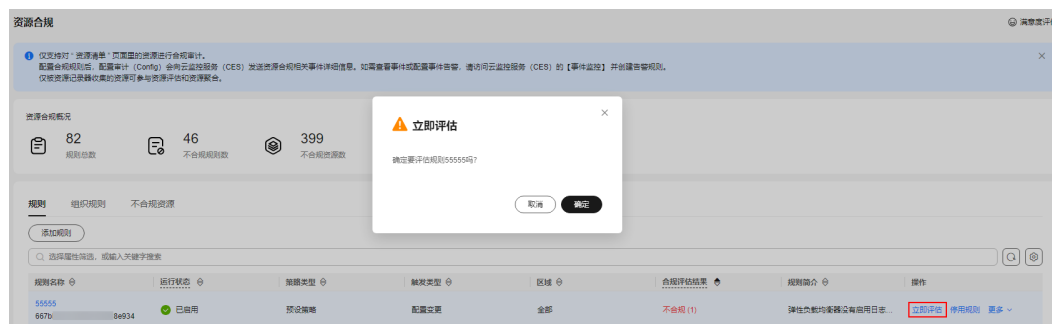 资源合规
满意度评
仅支持对“资源清单”页面里的资源进行合规审计。
配置合规规则后，配置审计（Config）会向云监控服务（CES）发送资源合规相关事件详细信息。如需查看事件或配置事件告警，请访问云监控服务（CES）的【事件监控】并创建告警规则。
仅被资源记录器收集的资源可参与资源评估和资源聚合。
资源合规概况
82
规则总数
46
不合规规则数
399
不合规资源数
立即评估
确定要评估规则55555吗?
取消
确定
规则 组织规则 不合规资源
添加规则
选择属性筛选，或输入关键字搜索
规则名称 运行状态 策略类型 触发类型 区域 合规评估结果 规则简介 操作
55555
667b 8e934
已启用 预设策略 配置变更 全部 不合规 (1) 弹性负载均衡器没有启用日志... 立即评估 停用规则 更多